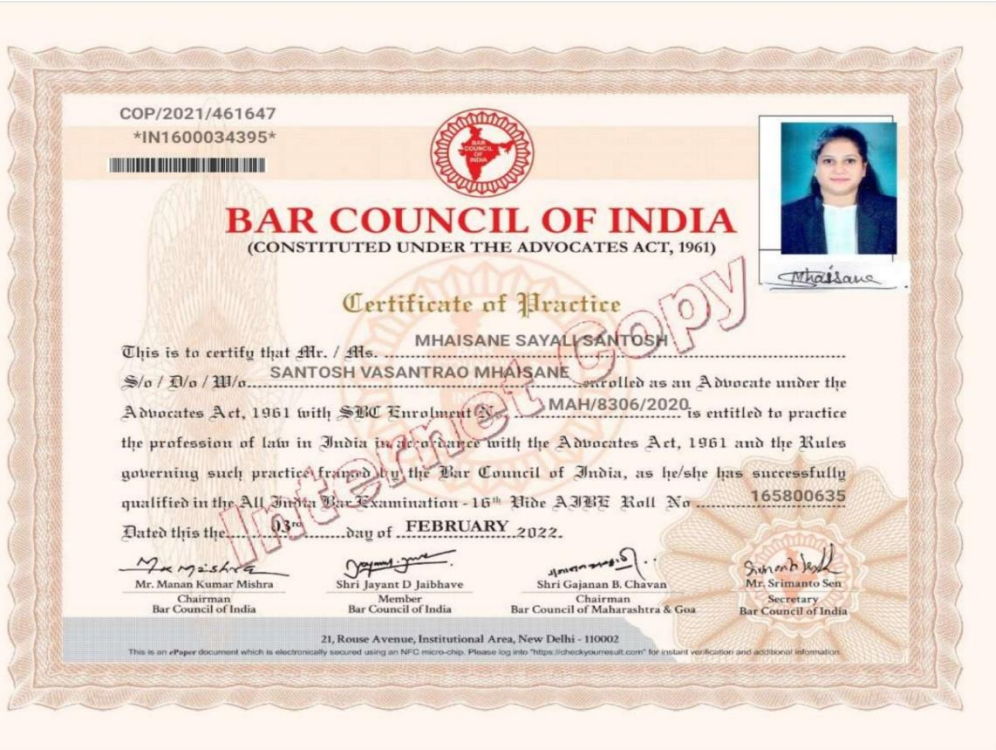 COP/2021/461647
*IN1600034395*
BAR
COUNCIL
OF
INDIA
BAR COUNCIL OF INDIA
(CONSTITUTED UNDER THE ADVOCATES ACT, 1961)
Mhaisane
Certificate of Practice
This is to certify that Mr. / Ms. MHAISANE SAYALI SANTOSH
S/o / D/o / W/o SANTOSH VASANTRAO MHAISANE enrolled as an Advocate under the
Advocates Act, 1961 with SBC Enrolment No MAH/8306/2020 is entitled to practice
the profession of law in India in accordance with the Advocates Act, 1961 and the Rules
governing such practice framed by the Bar Council of India, as he/she has successfully
qualified in the All India Bar Examination - 16th Vide AIBE Roll No 165800635
Dated this the 03rd day of FEBRUARY 2022.
Internet Copy
Mr. Manan Kumar Mishra
Chairman
Bar Council of India
Shri Jayant D Jaibhave
Member
Bar Council of India
Shri Gajanan B. Chavan
Chairman
Bar Council of Maharashtra & Goa
Mr. Srimanto Sen
Secretary
Bar Council of India
21, Rouse Avenue, Institutional Area, New Delhi - 110002
This is an ePaper document which is electronically secured using an NFC micro-chip. Please log into "https://checkyourresult.com" for instant verification and additional information.